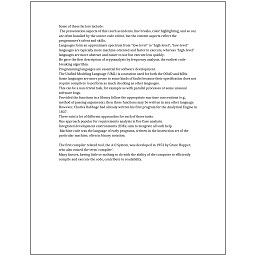 Some of these factors include:
The presentation aspects of this (such as indents, line breaks, color highlighting, and so on) are often handled by the source code editor, but the content aspects reflect the programmer's talent and skills.
Languages form an approximate spectrum from "low-level" to "high-level"; "low-level" languages are typically more machine-oriented and faster to execute, whereas "high-level" languages are more abstract and easier to use but execute less quickly.
He gave the first description of cryptanalysis by frequency analysis, the earliest code-breaking algorithm.
Programming languages are essential for software development.
The Unified Modeling Language (UML) is a notation used for both the OOAD and MDA.
Some languages are more prone to some kinds of faults because their specification does not require compilers to perform as much checking as other languages.
This can be a non-trivial task, for example as with parallel processes or some unusual software bugs.
Provided the functions in a library follow the appropriate run-time conventions (e.g., method of passing arguments), then these functions may be written in any other language.
However, Charles Babbage had already written his first program for the Analytical Engine in 1837.
There exist a lot of different approaches for each of those tasks.
One approach popular for requirements analysis is Use Case analysis.
Integrated development environments (IDEs) aim to integrate all such help.
Machine code was the language of early programs, written in the instruction set of the particular machine, often in binary notation.
The first compiler related tool, the A-0 System, was developed in 1952 by Grace Hopper, who also coined the term 'compiler'.
Many factors, having little or nothing to do with the ability of the computer to efficiently compile and execute the code, contribute to readability.